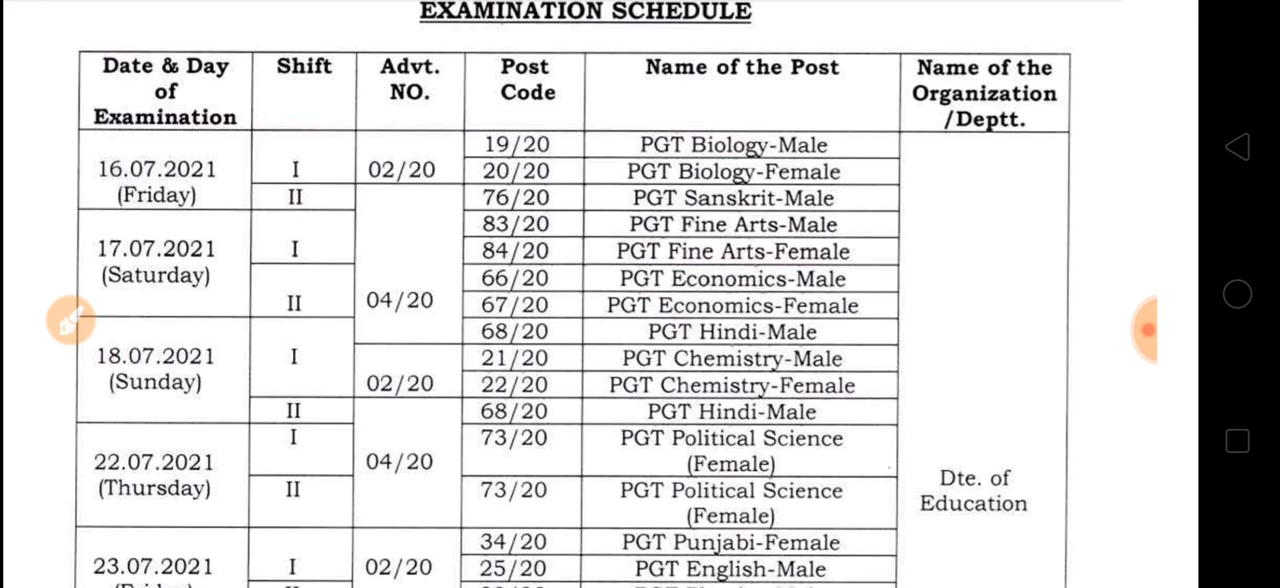 EXAMINATION SCHEDULE
Date & Day of Examination | Shift | Advt. NO. | Post Code | Name of the Post | Name of the Organization /Deptt.
16.07.2021 (Friday) | I | 02/20 | 19/20 | PGT Biology-Male | Dte. of Education
20/20 | PGT Biology-Female
II | 04/20 | 76/20 | PGT Sanskrit-Male
17.07.2021 (Saturday) | I | 83/20 | PGT Fine Arts-Male
84/20 | PGT Fine Arts-Female
II | 66/20 | PGT Economics-Male
67/20 | PGT Economics-Female
18.07.2021 (Sunday) | I | 68/20 | PGT Hindi-Male
02/20 | 21/20 | PGT Chemistry-Male
22/20 | PGT Chemistry-Female
II | 04/20 | 68/20 | PGT Hindi-Male
22.07.2021 (Thursday) | I | 73/20 | PGT Political Science (Female)
II | 73/20 | PGT Political Science (Female)
23.07.2021 | I | 02/20 | 34/20 | PGT Punjabi-Female
25/20 | PGT English-Male